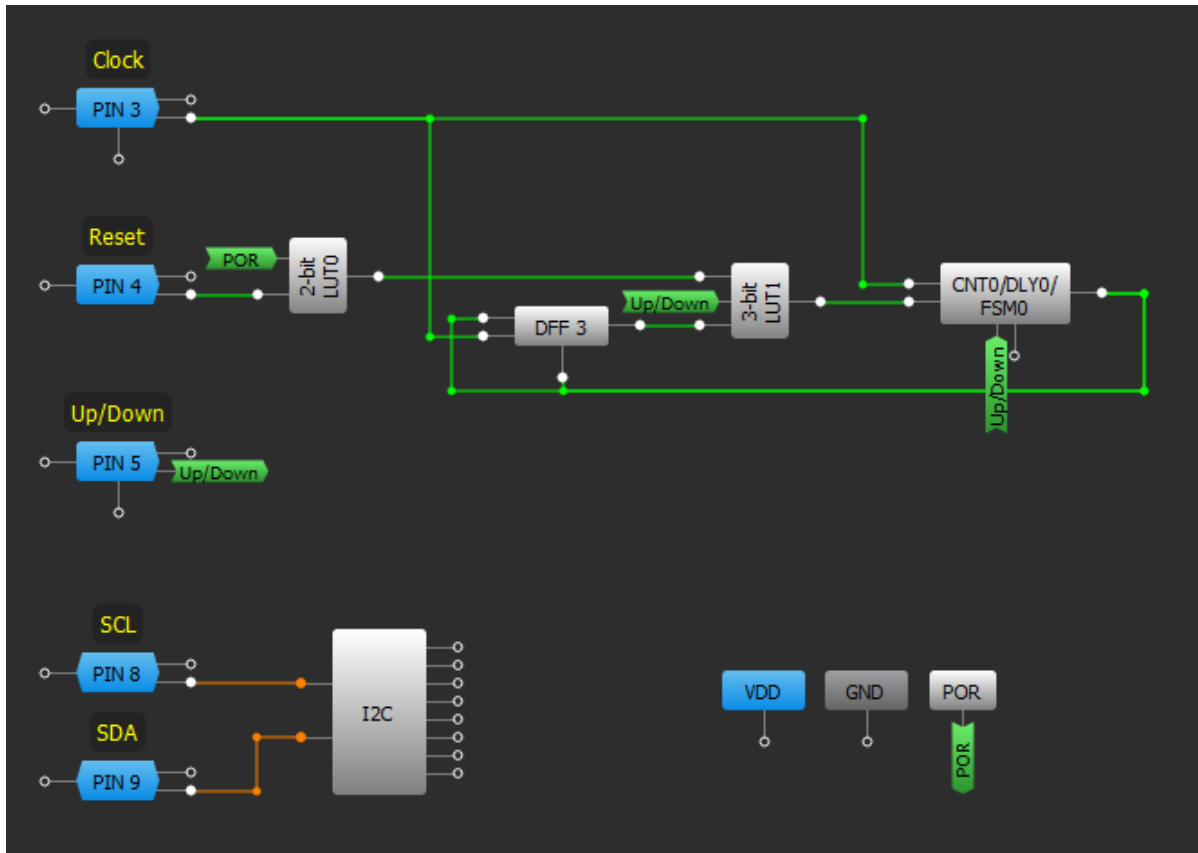 Clock
PIN 3
Reset
PIN 4
POR
2-bit
LUT0
Up/Down
DFF 3
3-bit
LUT1
CNT0/DLY0/
FSM0
Up/Down
Up/Down
PIN 5
Up/Down
SCL
PIN 8
I2C
SDA
PIN 9
VDD
GND
POR
POR